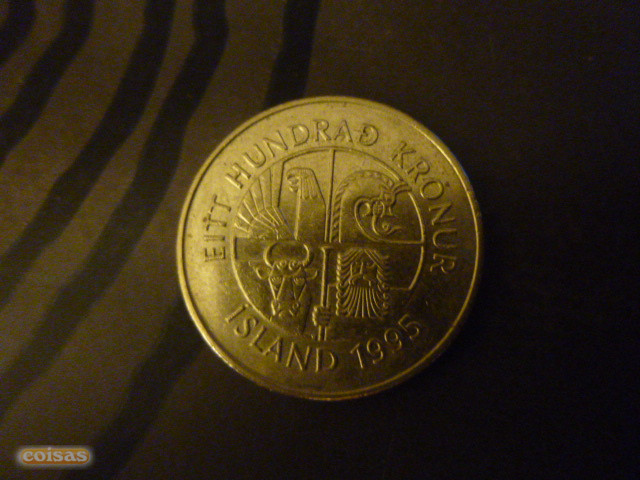 EITT HUNDRAÐ KRÓNUR
ISLAND 1995
coisas